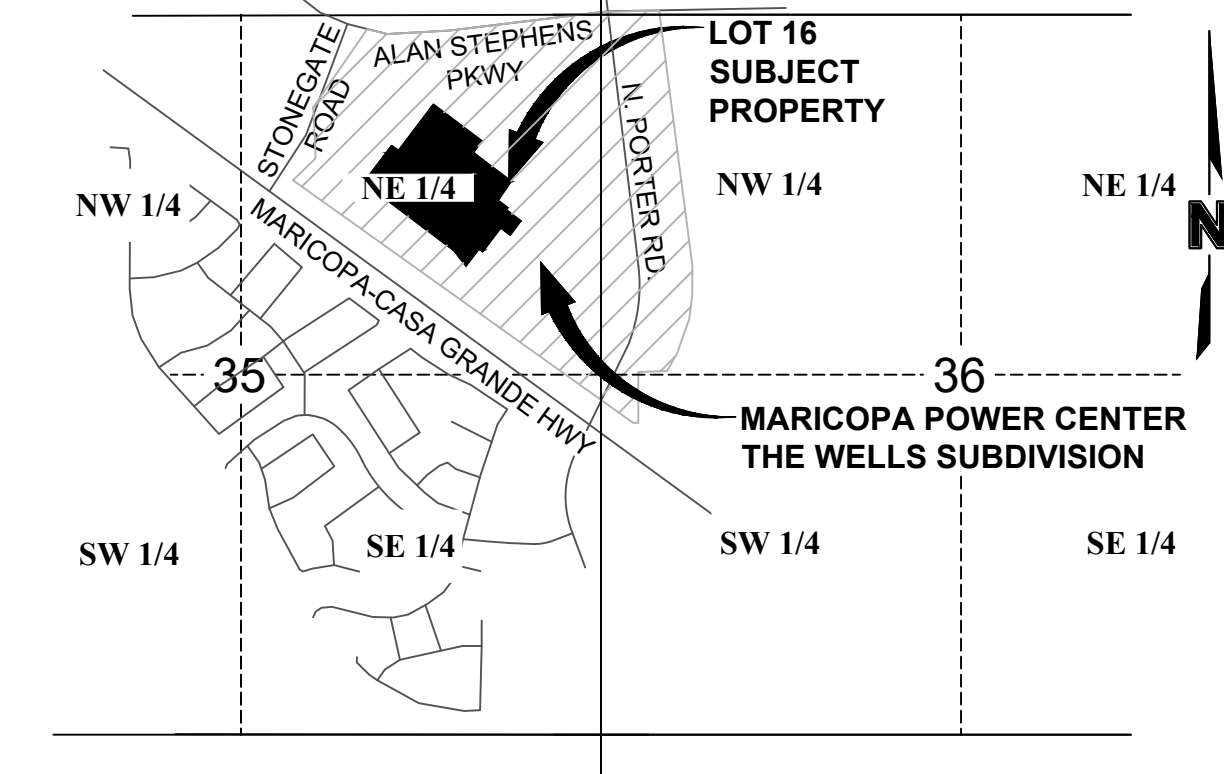 STONEGATE
ROAD
ALAN STEPHENS
PKWY
LOT 16
SUBJECT
PROPERTY
N. PORTER RD.
NW 1/4
NE 1/4
NW 1/4
NE 1/4
N
MARICOPA-CASA GRANDE HWY
35
36
MARICOPA POWER CENTER
THE WELLS SUBDIVISION
SW 1/4
SE 1/4
SW 1/4
SE 1/4